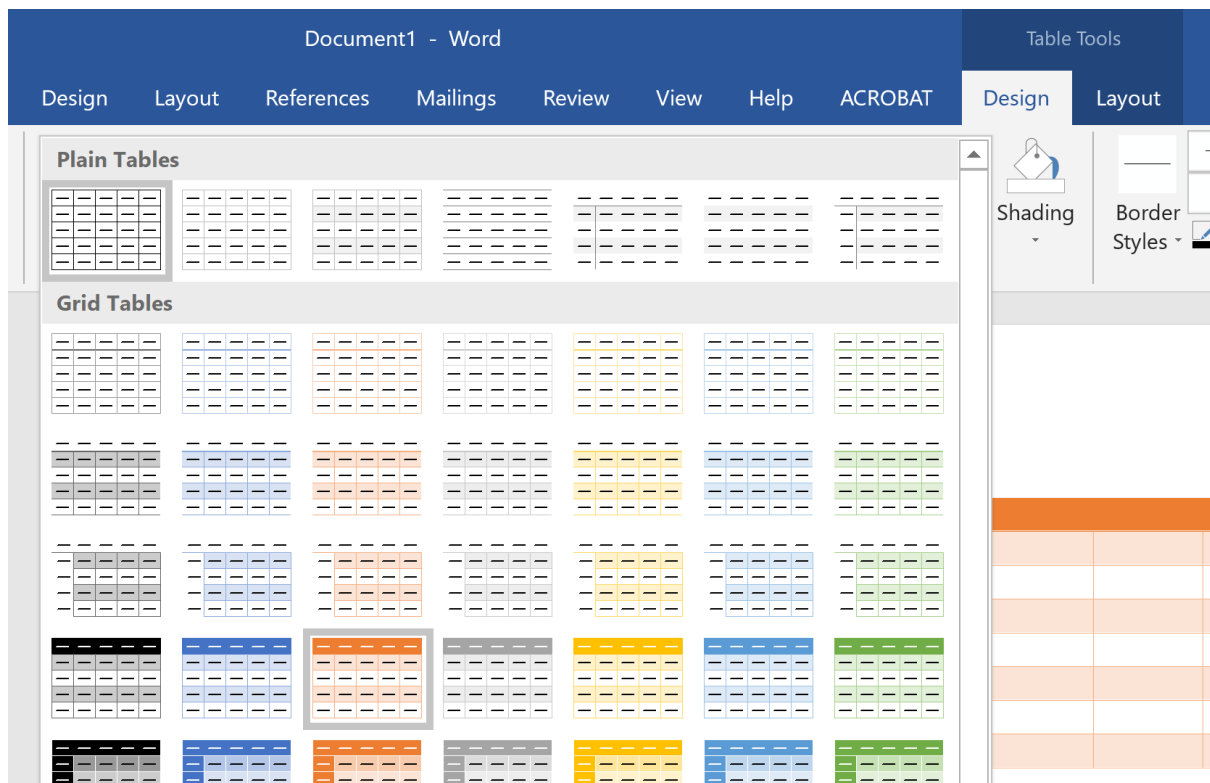 Document1 - Word
Table Tools
Design Layout References Mailings Review View Help ACROBAT Design Layout
Plain Tables
Shading
Border
Styles
Grid Tables